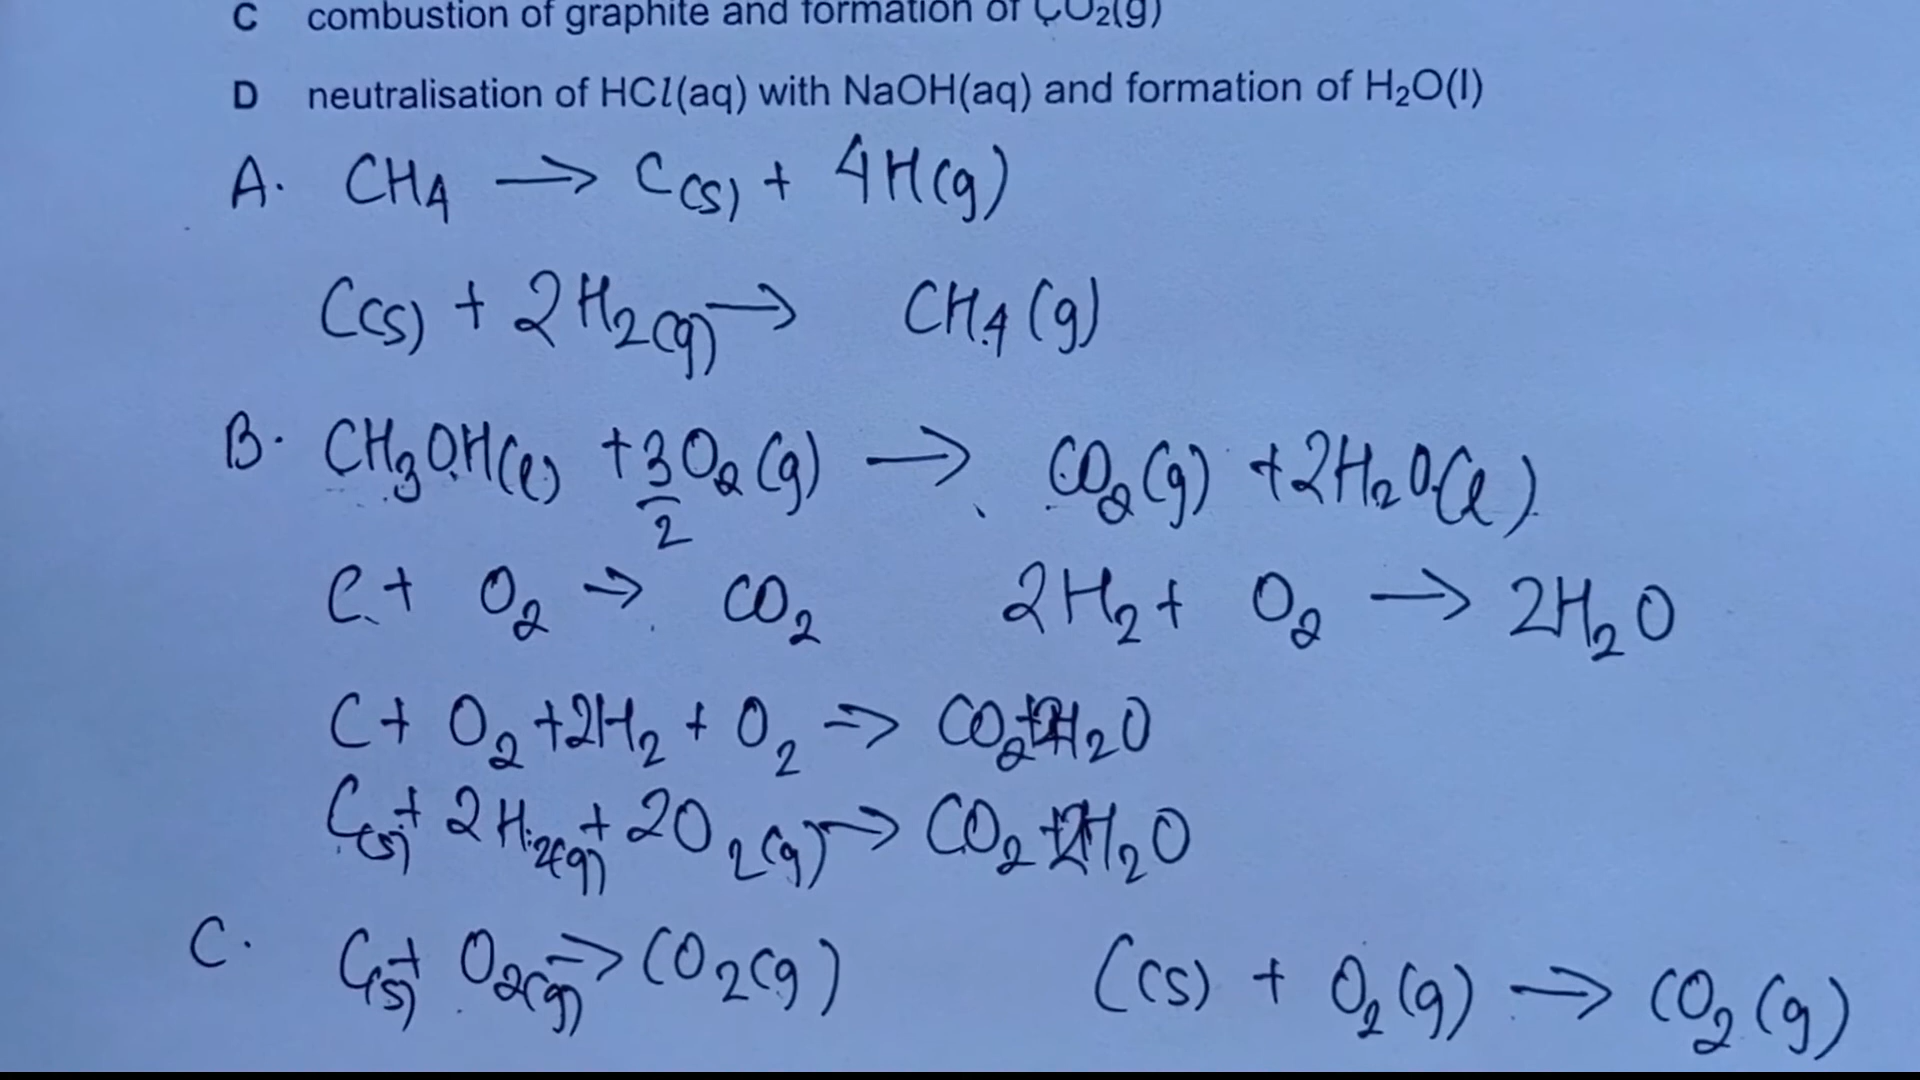 C combustion of graphite and formation of CO₂(g)
D neutralisation of HCl(aq) with NaOH(aq) and formation of H₂O(l)
A. CH4 → C(s) + 4H(g)
C(s) + 2H₂(g) → CH4(g)
B. CH₃OH(l) + 3/2 O₂(g) → CO₂(g) + 2H₂O(l)
C + O₂ → CO₂ 2H₂ + O₂ → 2H₂O
C + O₂ + 2H₂ + O₂ → CO₂ + 2H₂O
C(s) + 2H₂(g) + 2O₂(g) → CO₂ + 2H₂O
C. C(s) + O₂(g) → CO₂(g) C(s) + O₂(g) → CO₂(g)